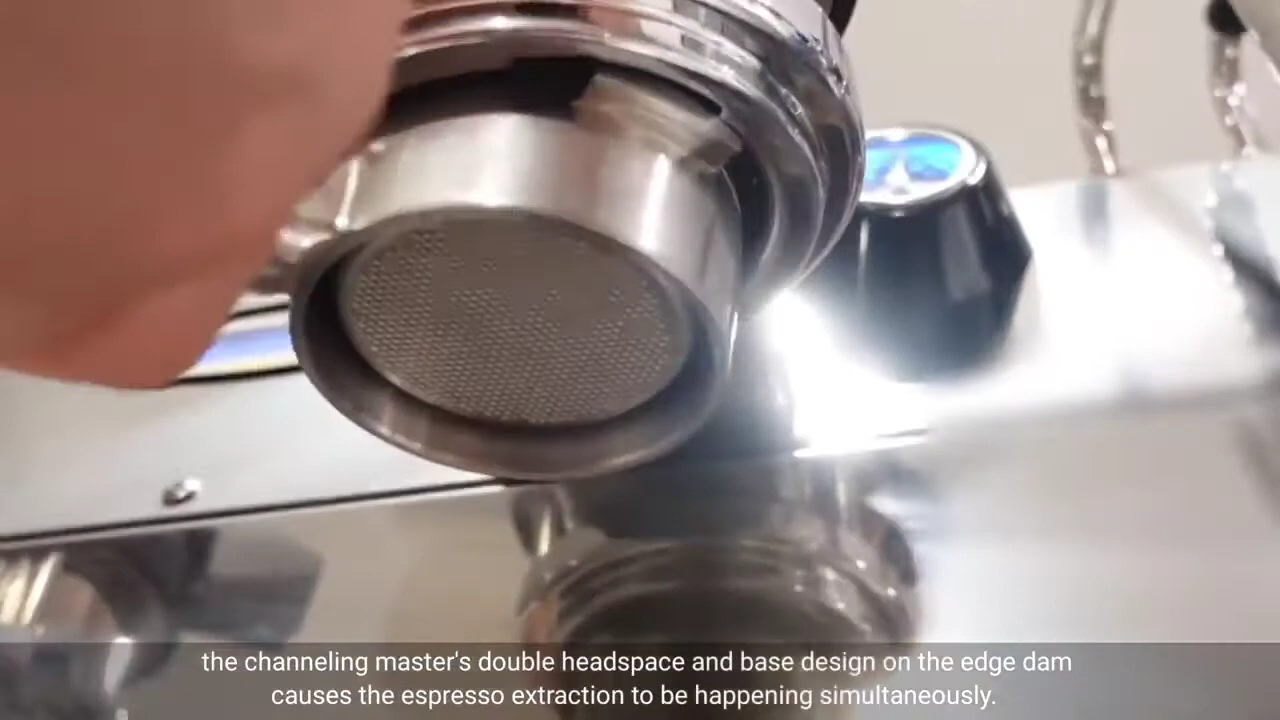 the channeling master's double headspace and base design on the edge dam
causes the espresso extraction to be happening simultaneously.